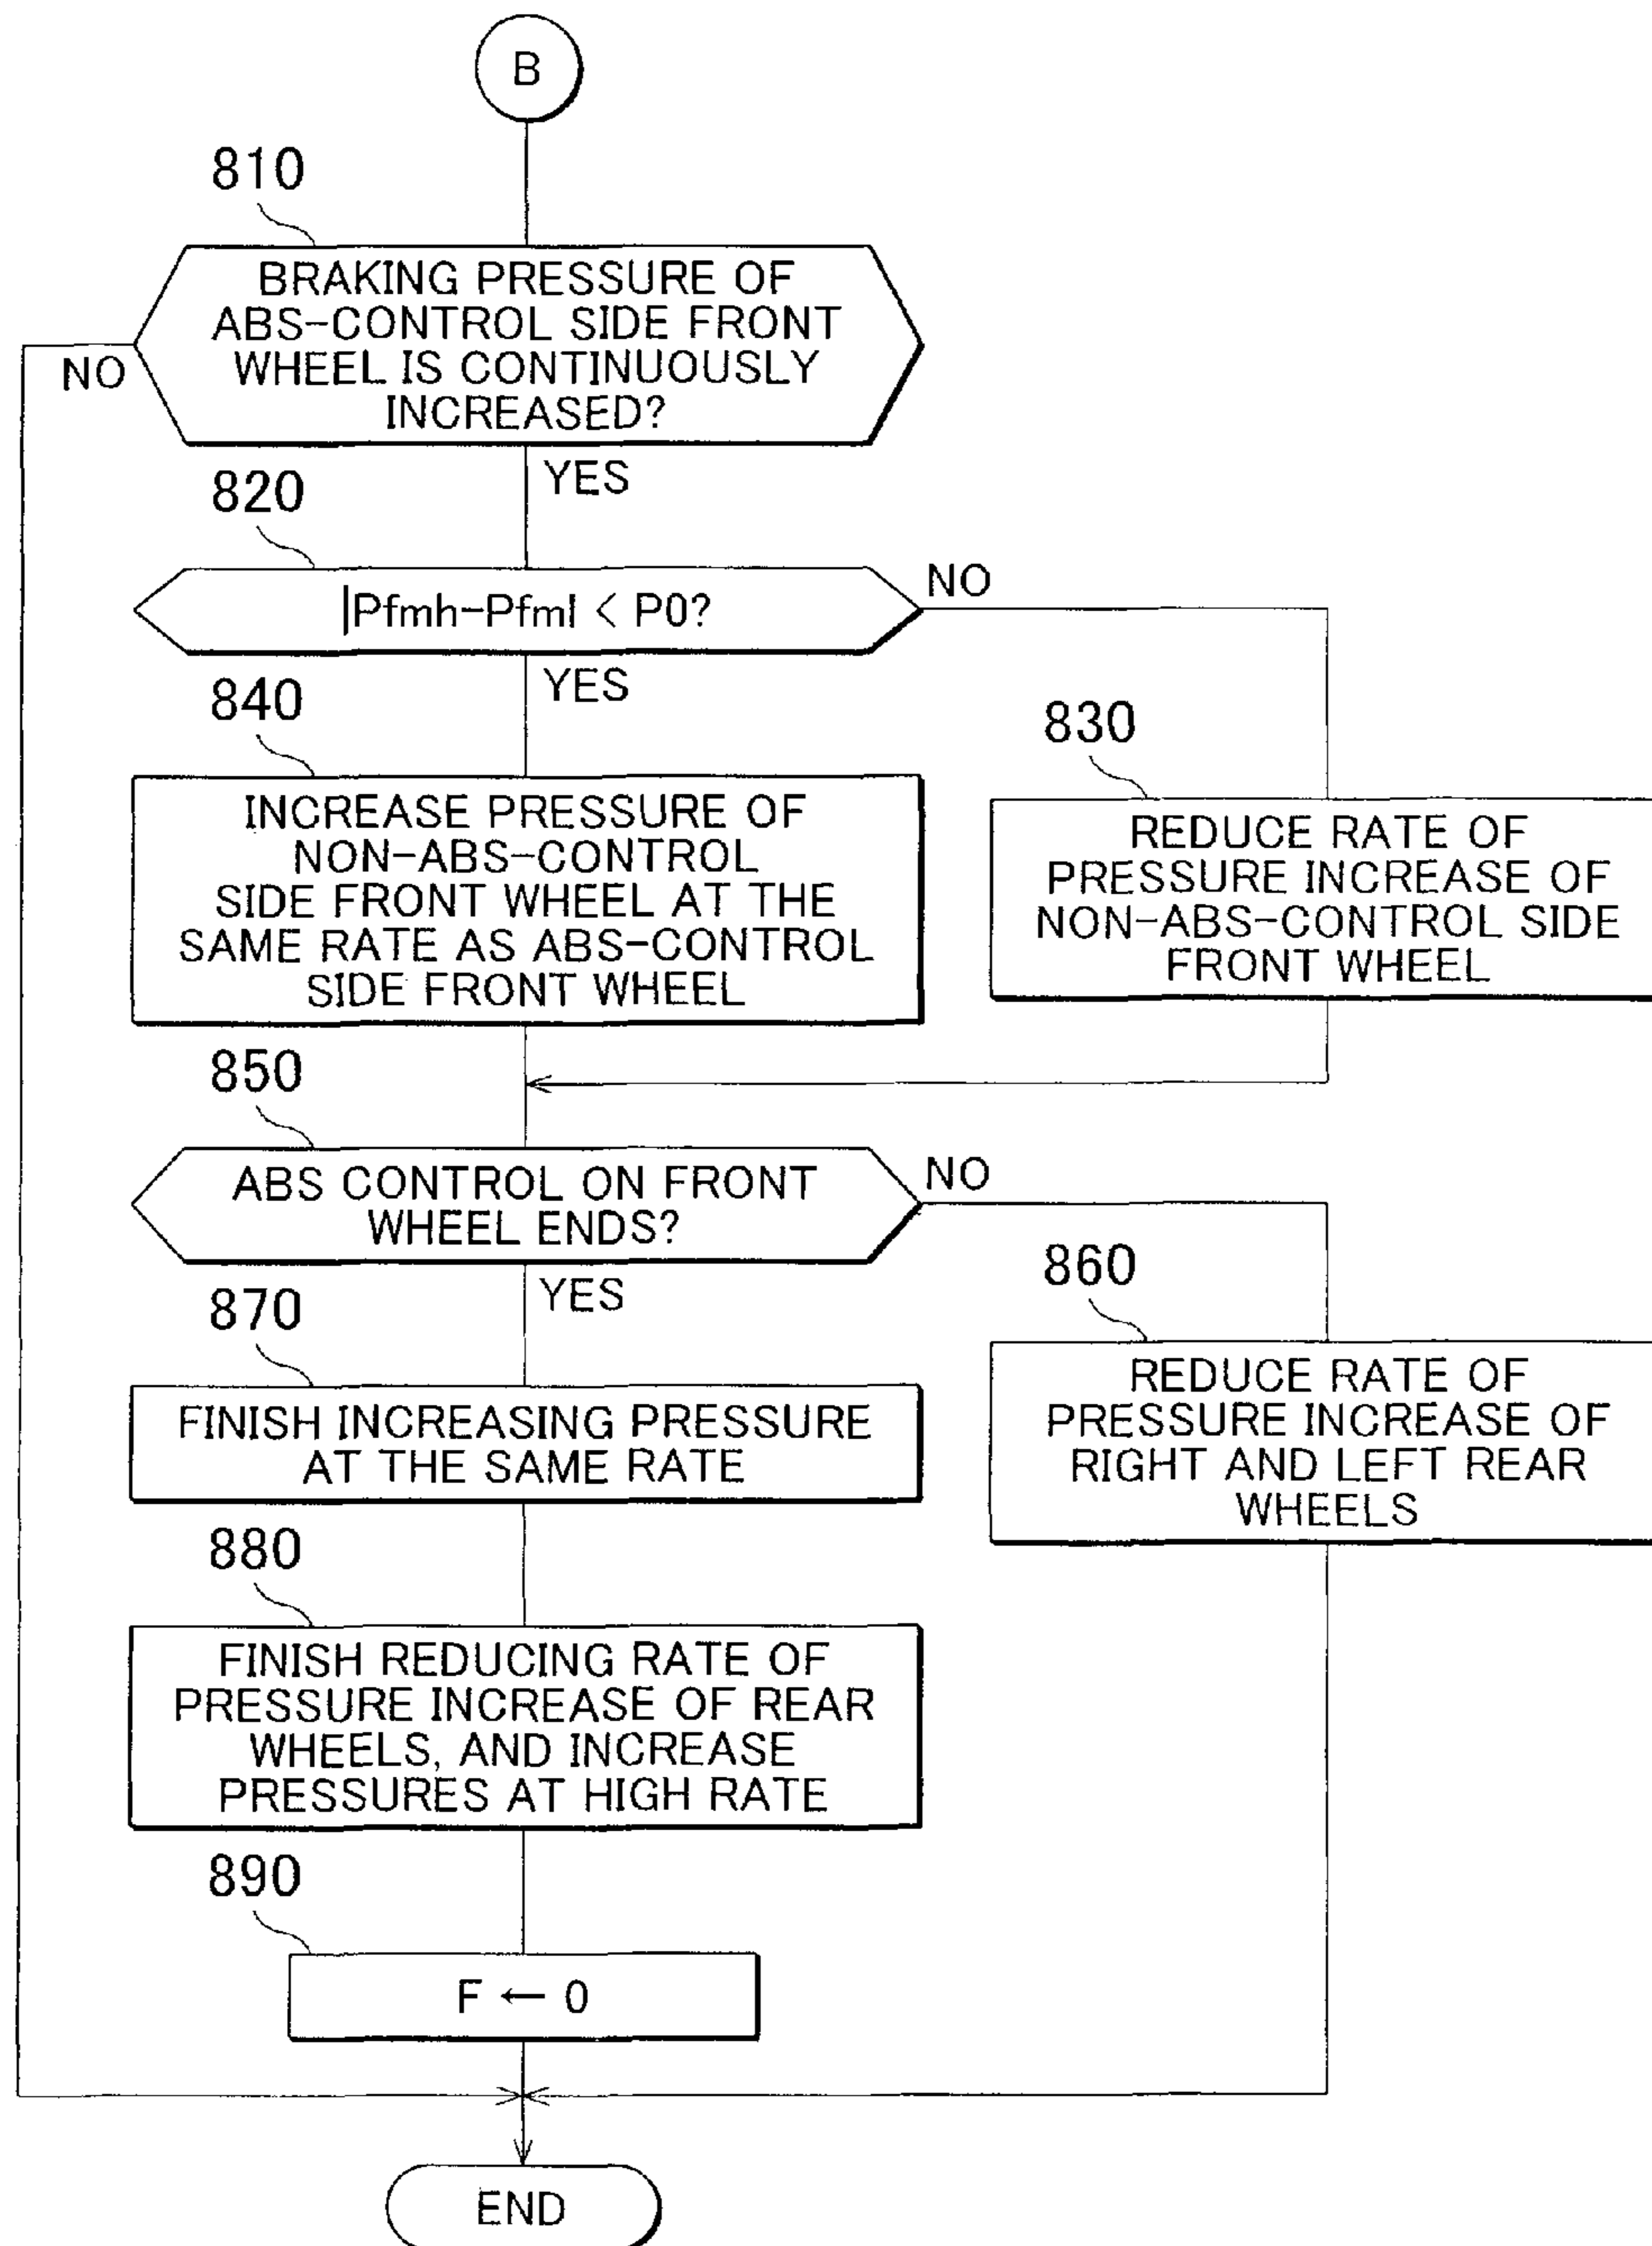 B
810
BRAKING PRESSURE OF
ABS-CONTROL SIDE FRONT
WHEEL IS CONTINUOUSLY
INCREASED?
NO
YES
820
|Pfmh-Pfml < P0?
NO
YES
840
INCREASE PRESSURE OF
NON-ABS-CONTROL
SIDE FRONT WHEEL AT THE
SAME RATE AS ABS-CONTROL
SIDE FRONT WHEEL
830
REDUCE RATE OF
PRESSURE INCREASE OF
NON-ABS-CONTROL SIDE
FRONT WHEEL
850
ABS CONTROL ON FRONT
WHEEL ENDS?
NO
YES
860
REDUCE RATE OF
PRESSURE INCREASE OF
RIGHT AND LEFT REAR
WHEELS
870
FINISH INCREASING PRESSURE
AT THE SAME RATE
880
FINISH REDUCING RATE OF
PRESSURE INCREASE OF REAR
WHEELS, AND INCREASE
PRESSURES AT HIGH RATE
890
F ← 0
END